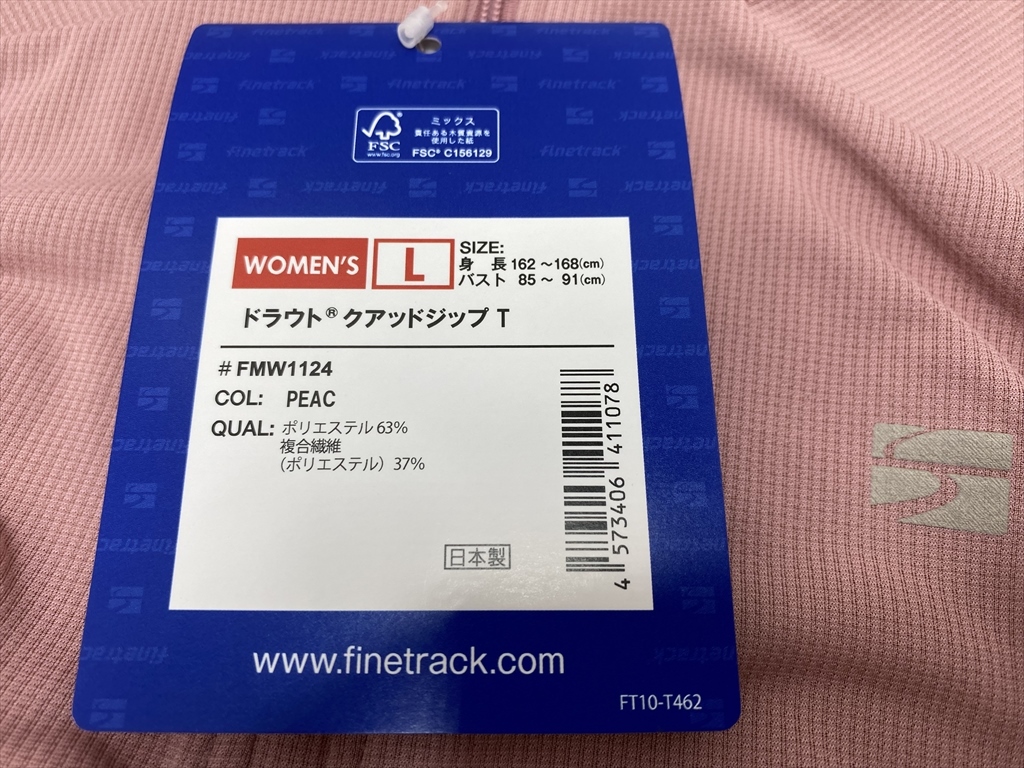 ミックス
責任ある木質資源を
使用した紙
FSC
www.fsc.org
FSC® C156129
WOMEN'S
L
SIZE:
身 長 162 ～168(cm)
バスト 85～ 91(cm)
ドラウト® クアッドジップ T
# FMW1124
COL: PEAC
QUAL: ポリエステル 63%
複合繊維
(ポリエステル) 37%
日本製
4 573406 411078
www.finetrack.com
FT10-T462
finetrack